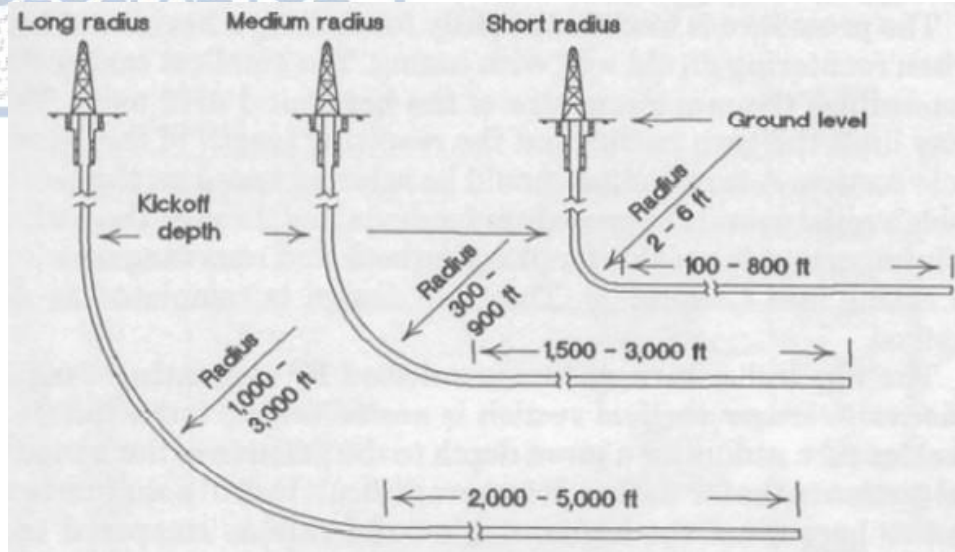 Long radius
Medium radius
Short radius
Ground level
Kickoff
depth
Radius
2 - 6 ft
100 - 800 ft
Radius
300 -
900 ft
1,500 - 3,000 ft
Radius
1,000 -
3,000 ft
2,000 - 5,000 ft